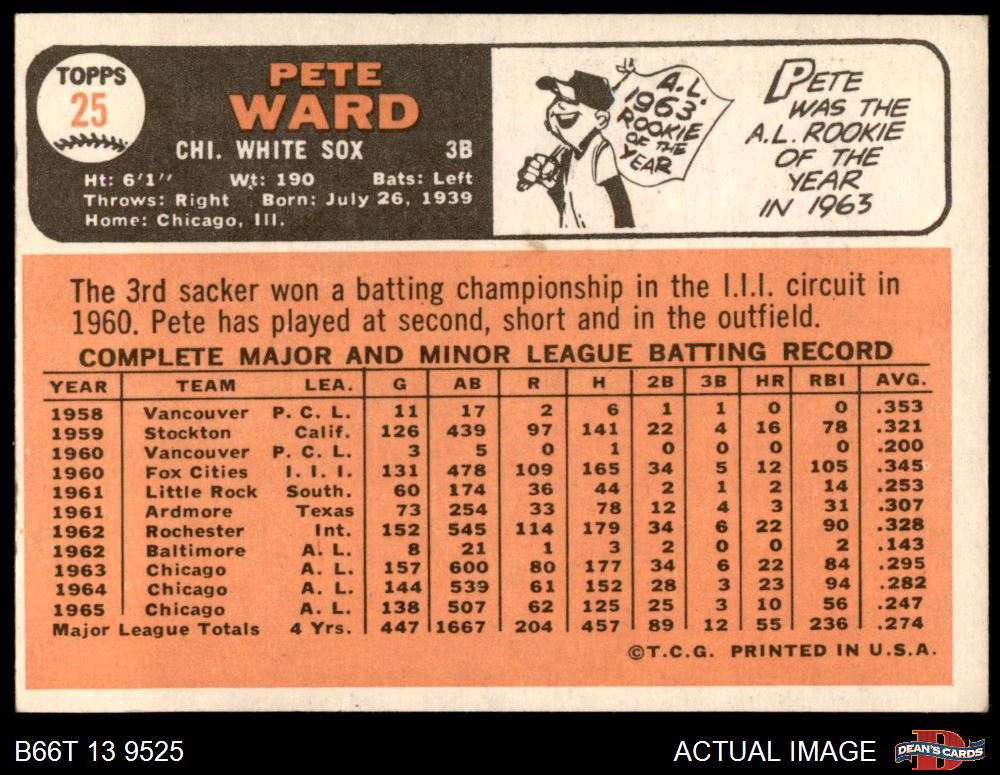 TOPPS
25
PETE
WARD
CHI. WHITE SOX 3B
Ht: 6'1" Wt: 190 Bats: Left
Throws: Right Born: July 26, 1939
Home: Chicago, Ill.
A.L.
1963
ROOKIE
OF THE
YEAR
PETE
WAS THE
A.L. ROOKIE
OF THE
YEAR
IN 1963
The 3rd sacker won a batting championship in the I.I.I. circuit in
1960. Pete has played at second, short and in the outfield.
COMPLETE MAJOR AND MINOR LEAGUE BATTING RECORD
YEAR TEAM LEA. G AB R H 2B 3B HR RBI AVG.
1958 Vancouver P. C. L. 11 17 2 6 1 1 0 0 .353
1959 Stockton Calif. 126 439 97 141 22 4 16 78 .321
1960 Vancouver P. C. L. 3 5 0 1 0 0 0 0 .200
1960 Fox Cities I. I. I. 131 478 109 165 34 5 12 105 .345
1961 Little Rock South. 60 174 36 44 2 1 2 14 .253
1961 Ardmore Texas 73 254 33 78 12 4 3 31 .307
1962 Rochester Int. 152 545 114 179 34 6 22 90 .328
1962 Baltimore A. L. 8 21 1 3 2 0 0 2 .143
1963 Chicago A. L. 157 600 80 177 34 6 22 84 .295
1964 Chicago A. L. 144 539 61 152 28 3 23 94 .282
1965 Chicago A. L. 138 507 62 125 25 3 10 56 .247
Major League Totals 4 Yrs. 447 1667 204 457 89 12 55 236 .274
©T.C.G. PRINTED IN U.S.A.
B66T 13 9525 ACTUAL IMAGE DEAN'S CARDS